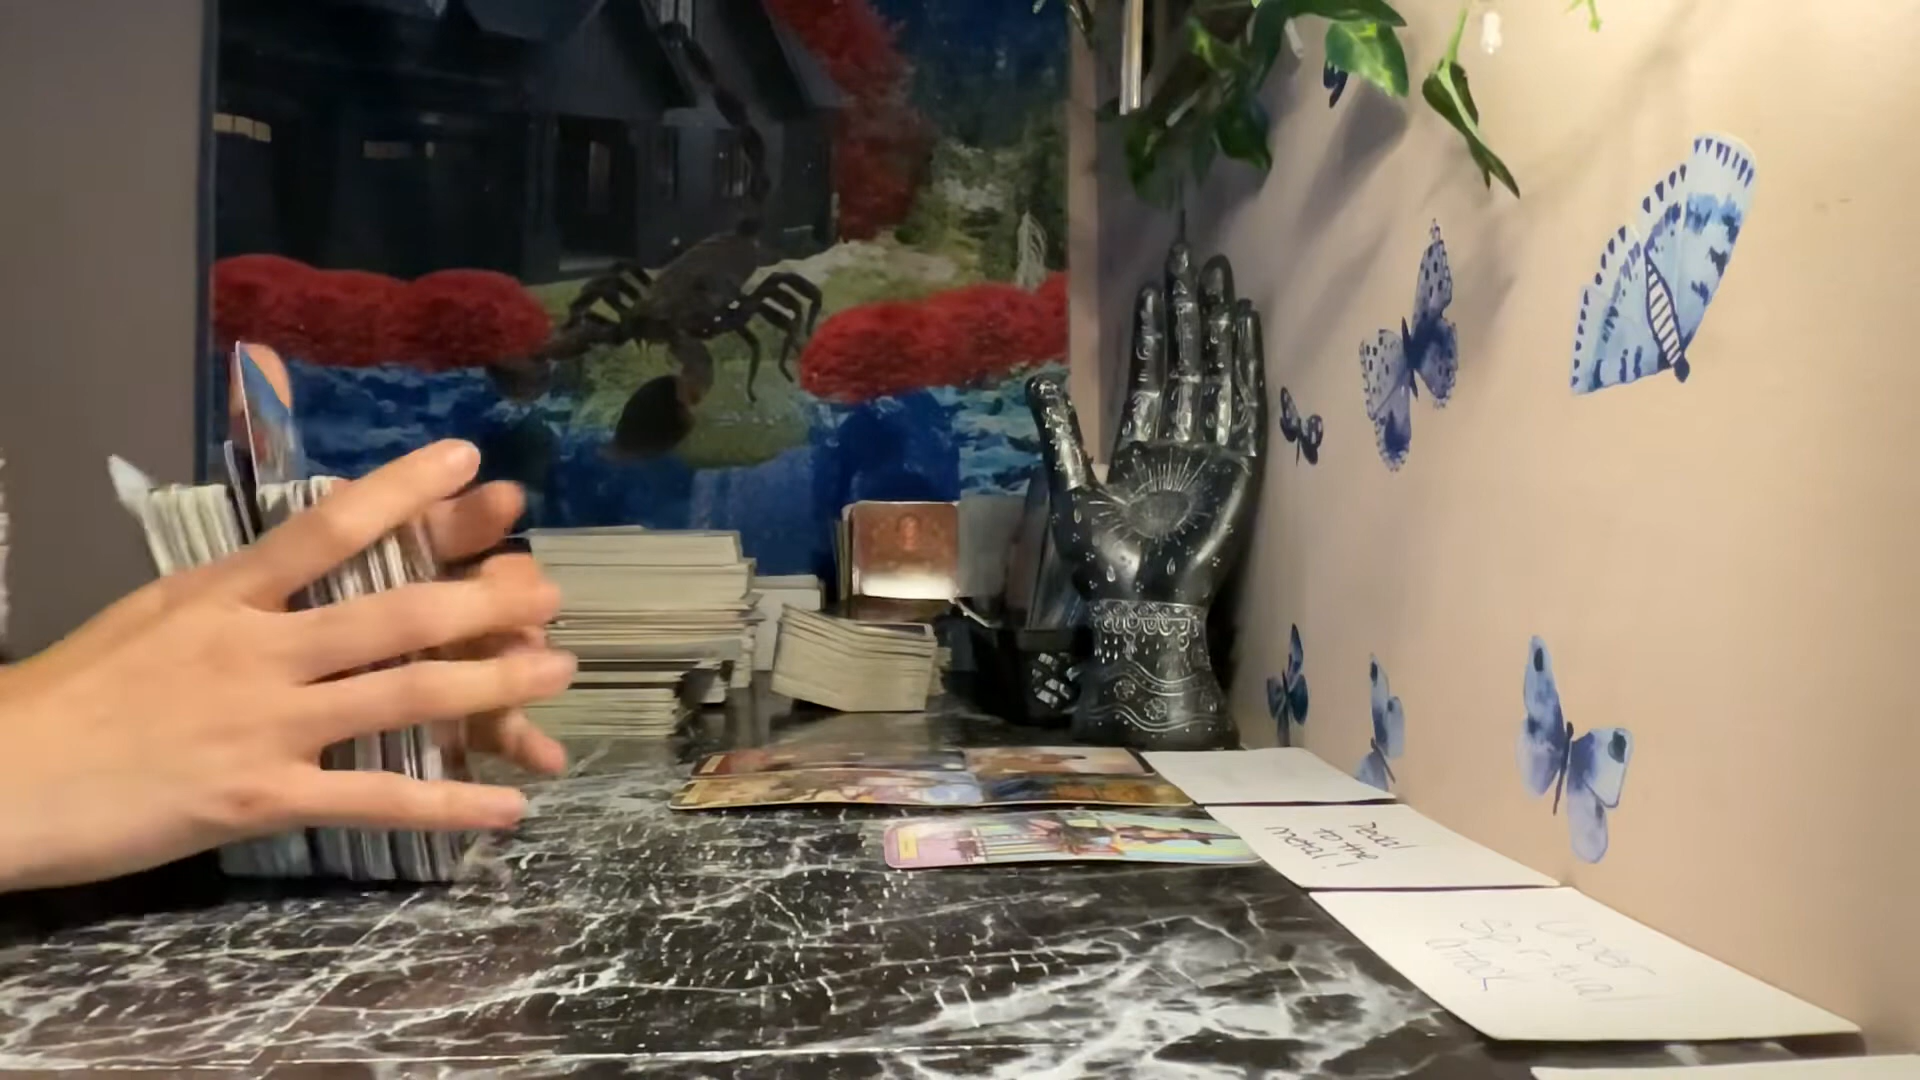 Pedal
to the
metal!
Under
Spiritual
Attack